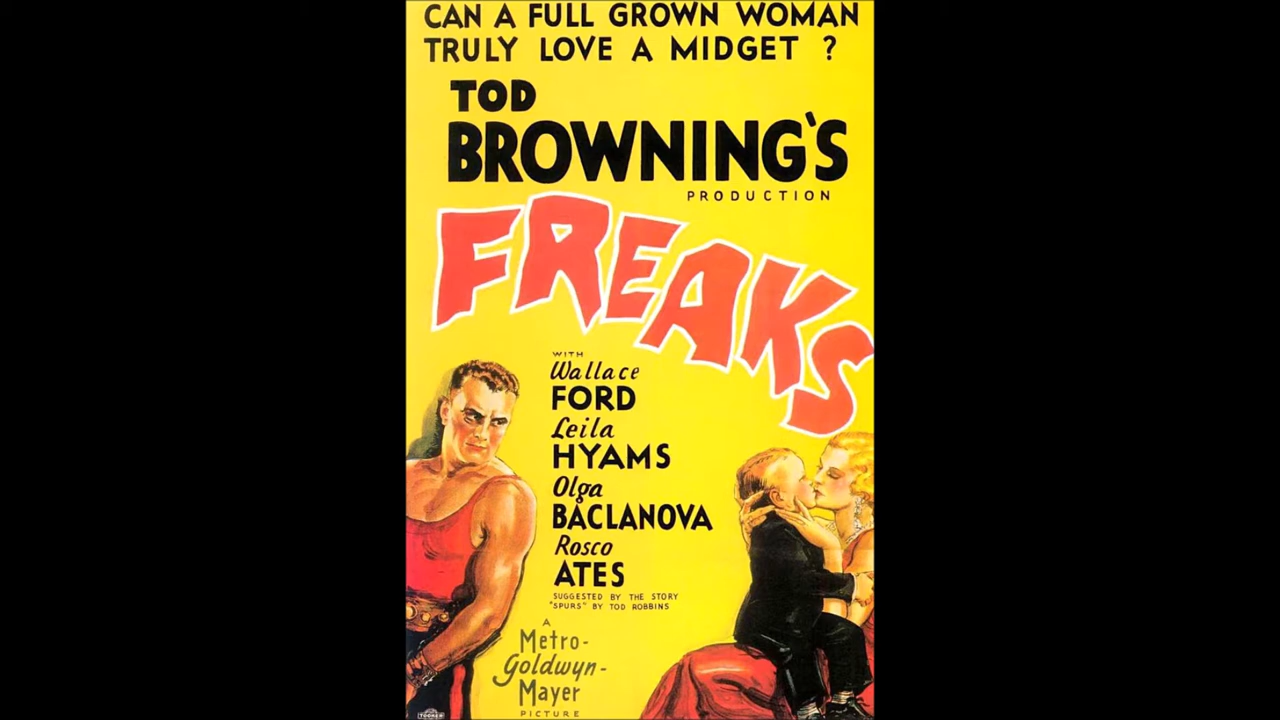 CAN A FULL GROWN WOMAN
TRULY LOVE A MIDGET ?
TOD
BROWNING'S
PRODUCTION
FREAKS
WITH
Wallace
FORD
Leila
HYAMS
Olga
BACLANOVA
Rosco
ATES
SUGGESTED BY THE STORY
"SPURS" BY TOD ROBBINS
A
Metro-
Goldwyn-
Mayer
PICTURE